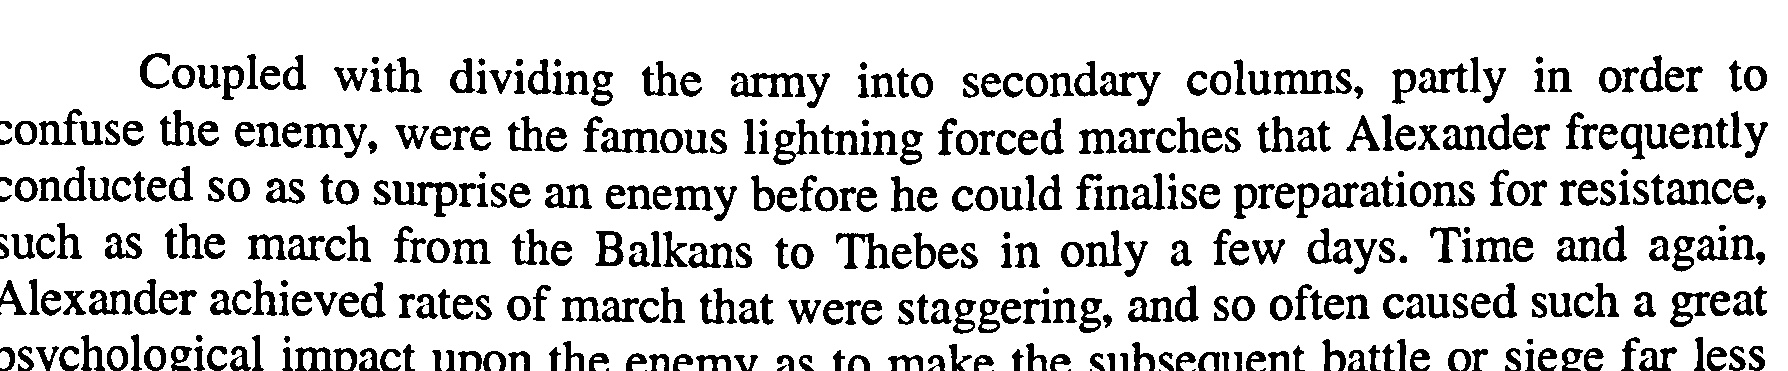 Coupled with dividing the army into secondary columns, partly in order to
confuse the enemy, were the famous lightning forced marches that Alexander frequently
conducted so as to surprise an enemy before he could finalise preparations for resistance,
such as the march from the Balkans to Thebes in only a few days. Time and again,
Alexander achieved rates of march that were staggering, and so often caused such a great
psychological impact upon the enemy as to make the subsequent battle or siege far less